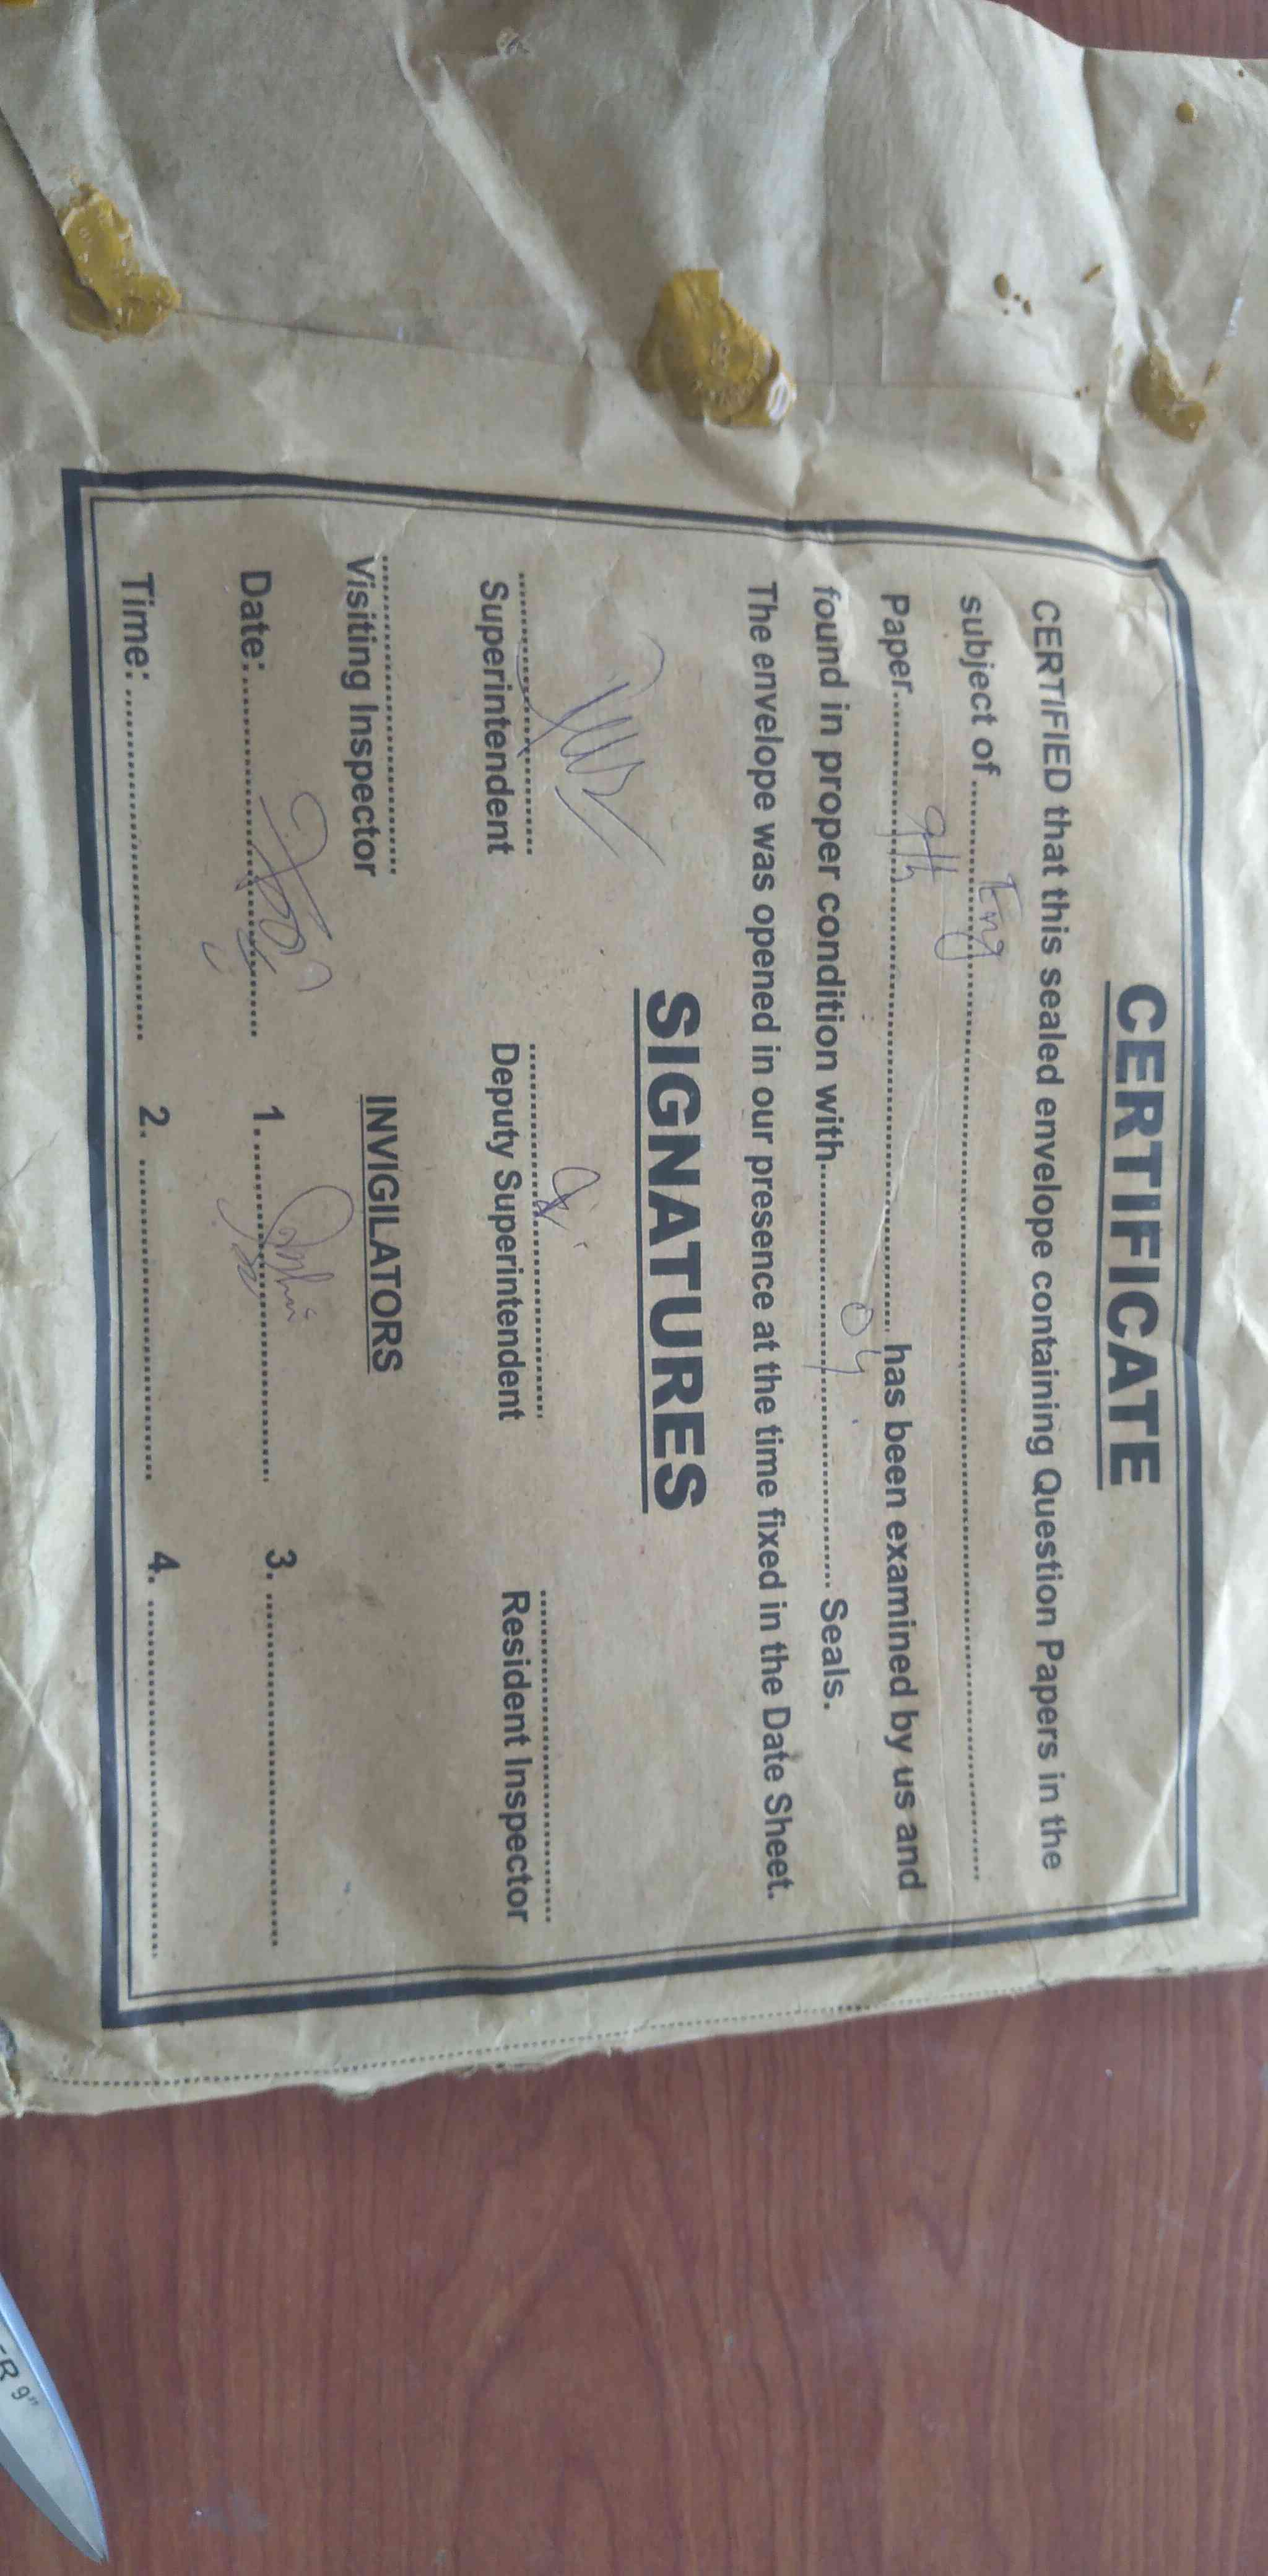 CERTIFICATE
CERTIFIED that this sealed envelope containing Question Papers in the
subject of.......... Eng ..........
Paper.......... 9th .......... has been examined by us and
found in proper condition with.......... 04 .......... Seals.
The envelope was opened in our presence at the time fixed in the Date Sheet.
SIGNATURES
Superintendent Deputy Superintendent Resident Inspector
Visiting Inspector INVIGILATORS
Date:.......... 1........... 3. ..........
Time: .......... 2. .......... 4. ..........
R 9"